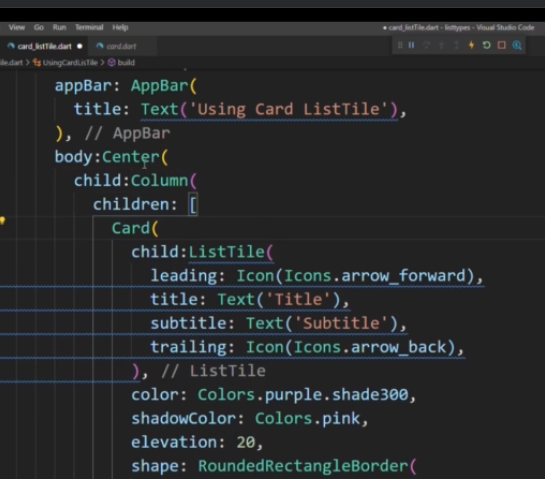 View Go Run Terminal Help
card_listTile.dart - listtypes - Visual Studio Code
card_listTile.dart card.dart
ile.dart > UsingCardLisTile > build
appBar: AppBar(
title: Text('Using Card ListTile'),
), // AppBar
body:Center(
child:Column(
children: [
Card(
child:ListTile(
leading: Icon(Icons.arrow_forward),
title: Text('Title'),
subtitle: Text('Subtitle'),
trailing: Icon(Icons.arrow_back),
), // ListTile
color: Colors.purple.shade300,
shadowColor: Colors.pink,
elevation: 20,
shape: RoundedRectangleBorder(